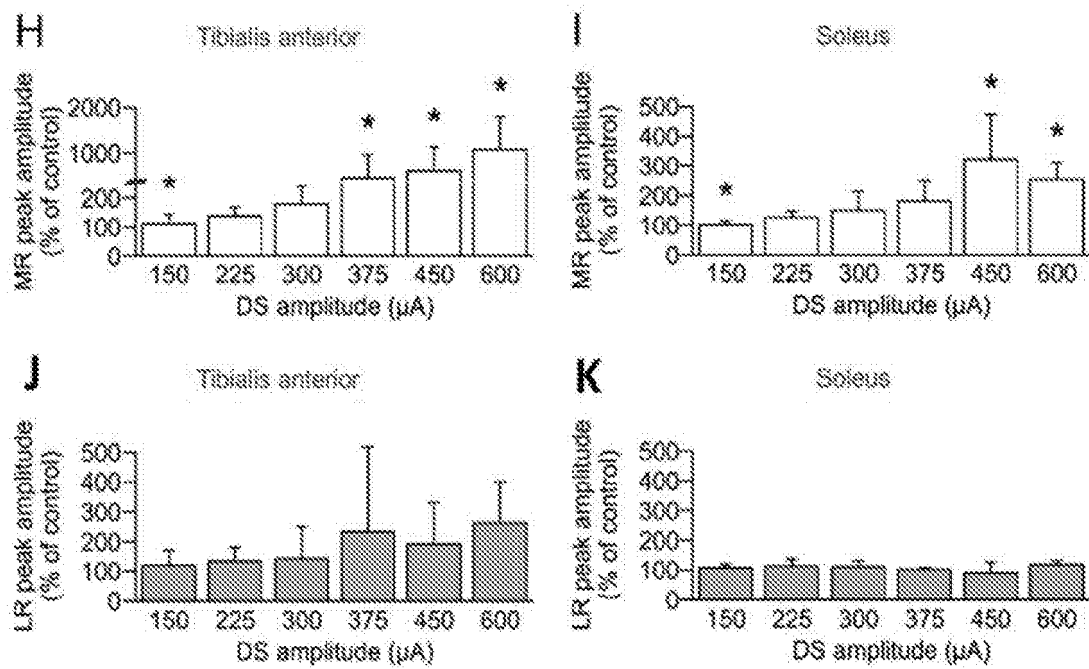 H
Tibialis anterior
MR peak amplitude
(% of control)
2000
1000
200
100
0
*
*
*
*
150 225 300 375 450 600
DS amplitude (µA)
I
Soleus
MR peak amplitude
(% of control)
500
400
300
200
100
0
*
*
*
150 225 300 375 450 600
DS amplitude (µA)
J
Tibialis anterior
LR peak amplitude
(% of control)
500
400
300
200
100
0
150 225 300 375 450 600
DS amplitude (µA)
K
Soleus
LR peak amplitude
(% of control)
500
400
300
200
100
0
150 225 300 375 450 600
DS amplitude (µA)